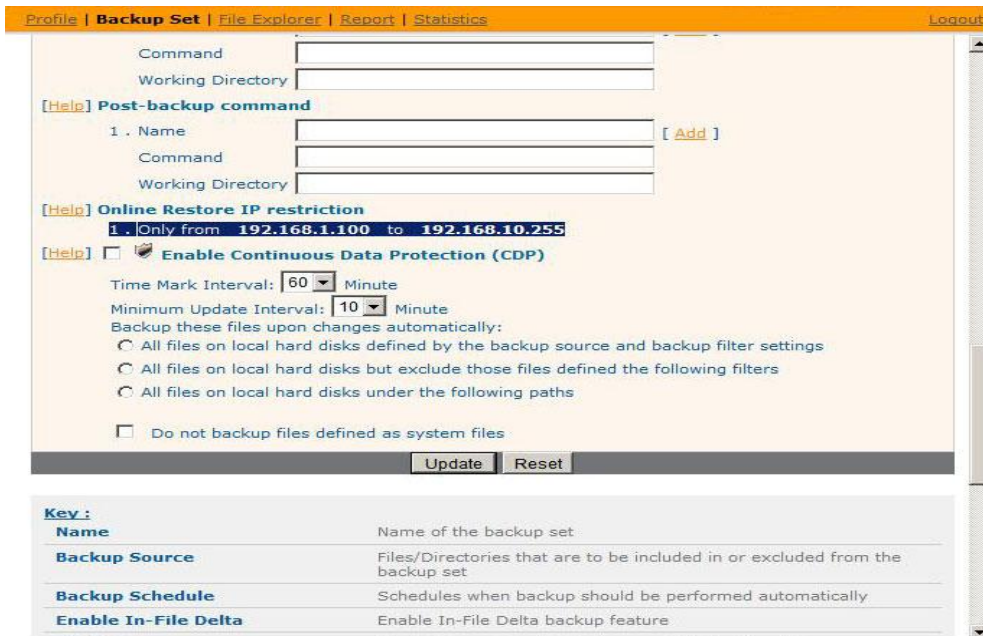 Profile | Backup Set | File Explorer | Report | Statistics Logout
Command
Working Directory
[Help] Post-backup command
1 . Name [ Add ]
Command
Working Directory
[Help] Online Restore IP restriction
1 . Only from 192.168.1.100 to 192.168.10.255
[Help] Enable Continuous Data Protection (CDP)
Time Mark Interval: 60 Minute
Minimum Update Interval: 10 Minute
Backup these files upon changes automatically:
All files on local hard disks defined by the backup source and backup filter settings
All files on local hard disks but exclude those files defined the following filters
All files on local hard disks under the following paths
Do not backup files defined as system files
Update Reset
Key :
Name Name of the backup set
Backup Source Files/Directories that are to be included in or excluded from the
backup set
Backup Schedule Schedules when backup should be performed automatically
Enable In-File Delta Enable In-File Delta backup feature